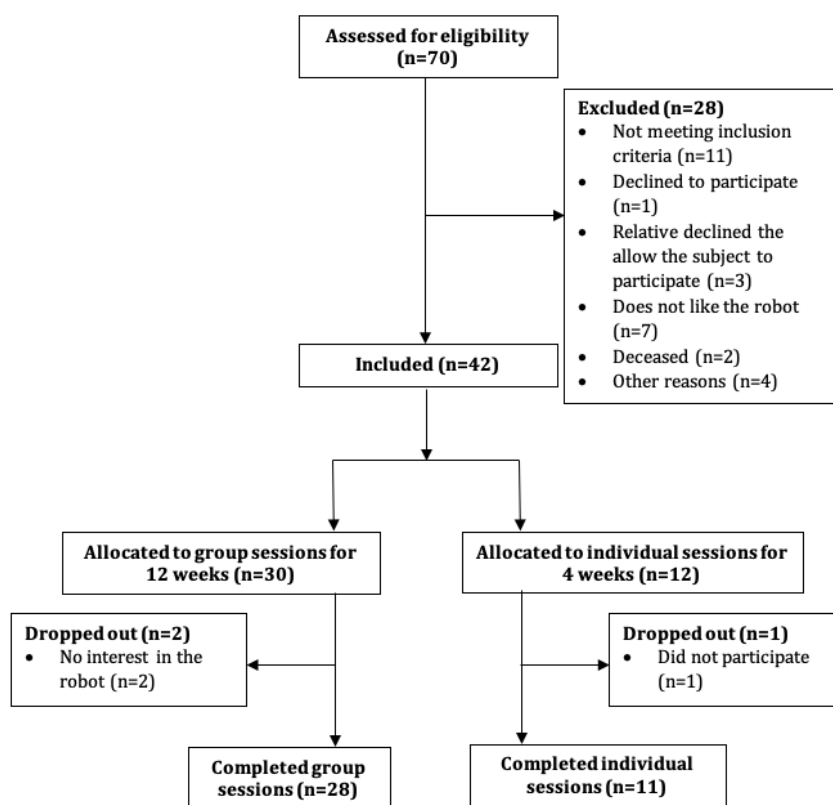 Assessed for eligibility
(n=70)
Excluded (n=28)
• Not meeting inclusion
criteria (n=11)
• Declined to participate
(n=1)
• Relative declined the
allow the subject to
participate (n=3)
• Does not like the robot
(n=7)
• Deceased (n=2)
• Other reasons (n=4)
Included (n=42)
Allocated to group sessions for
12 weeks (n=30)
Allocated to individual sessions for
4 weeks (n=12)
Dropped out (n=2)
• No interest in the
robot (n=2)
Dropped out (n=1)
• Did not participate
(n=1)
Completed group
sessions (n=28)
Completed individual
sessions (n=11)